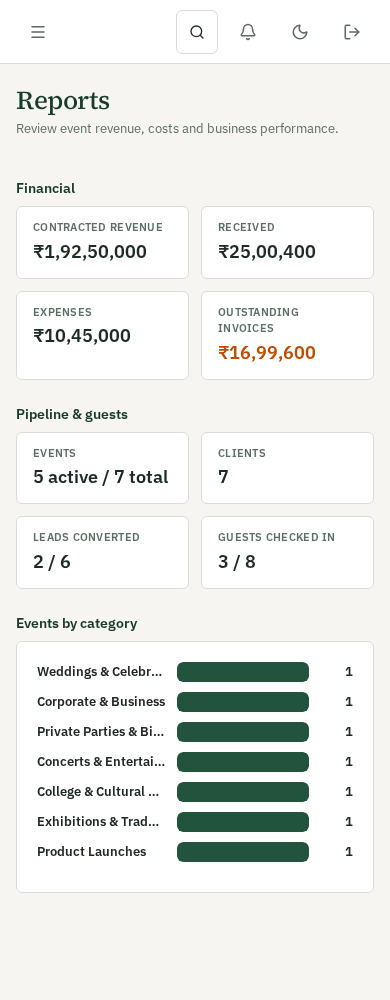 Reports
Review event revenue, costs and business performance.
Financial
CONTRACTED REVENUE
₹1,92,50,000
RECEIVED
₹25,00,400
EXPENSES
₹10,45,000
OUTSTANDING
INVOICES
₹16,99,600
Pipeline & guests
EVENTS
5 active / 7 total
CLIENTS
7
LEADS CONVERTED
2 / 6
GUESTS CHECKED IN
3 / 8
Events by category
Weddings & Celebr... 1
Corporate & Business 1
Private Parties & Bi... 1
Concerts & Entertai... 1
College & Cultural ... 1
Exhibitions & Trad... 1
Product Launches 1